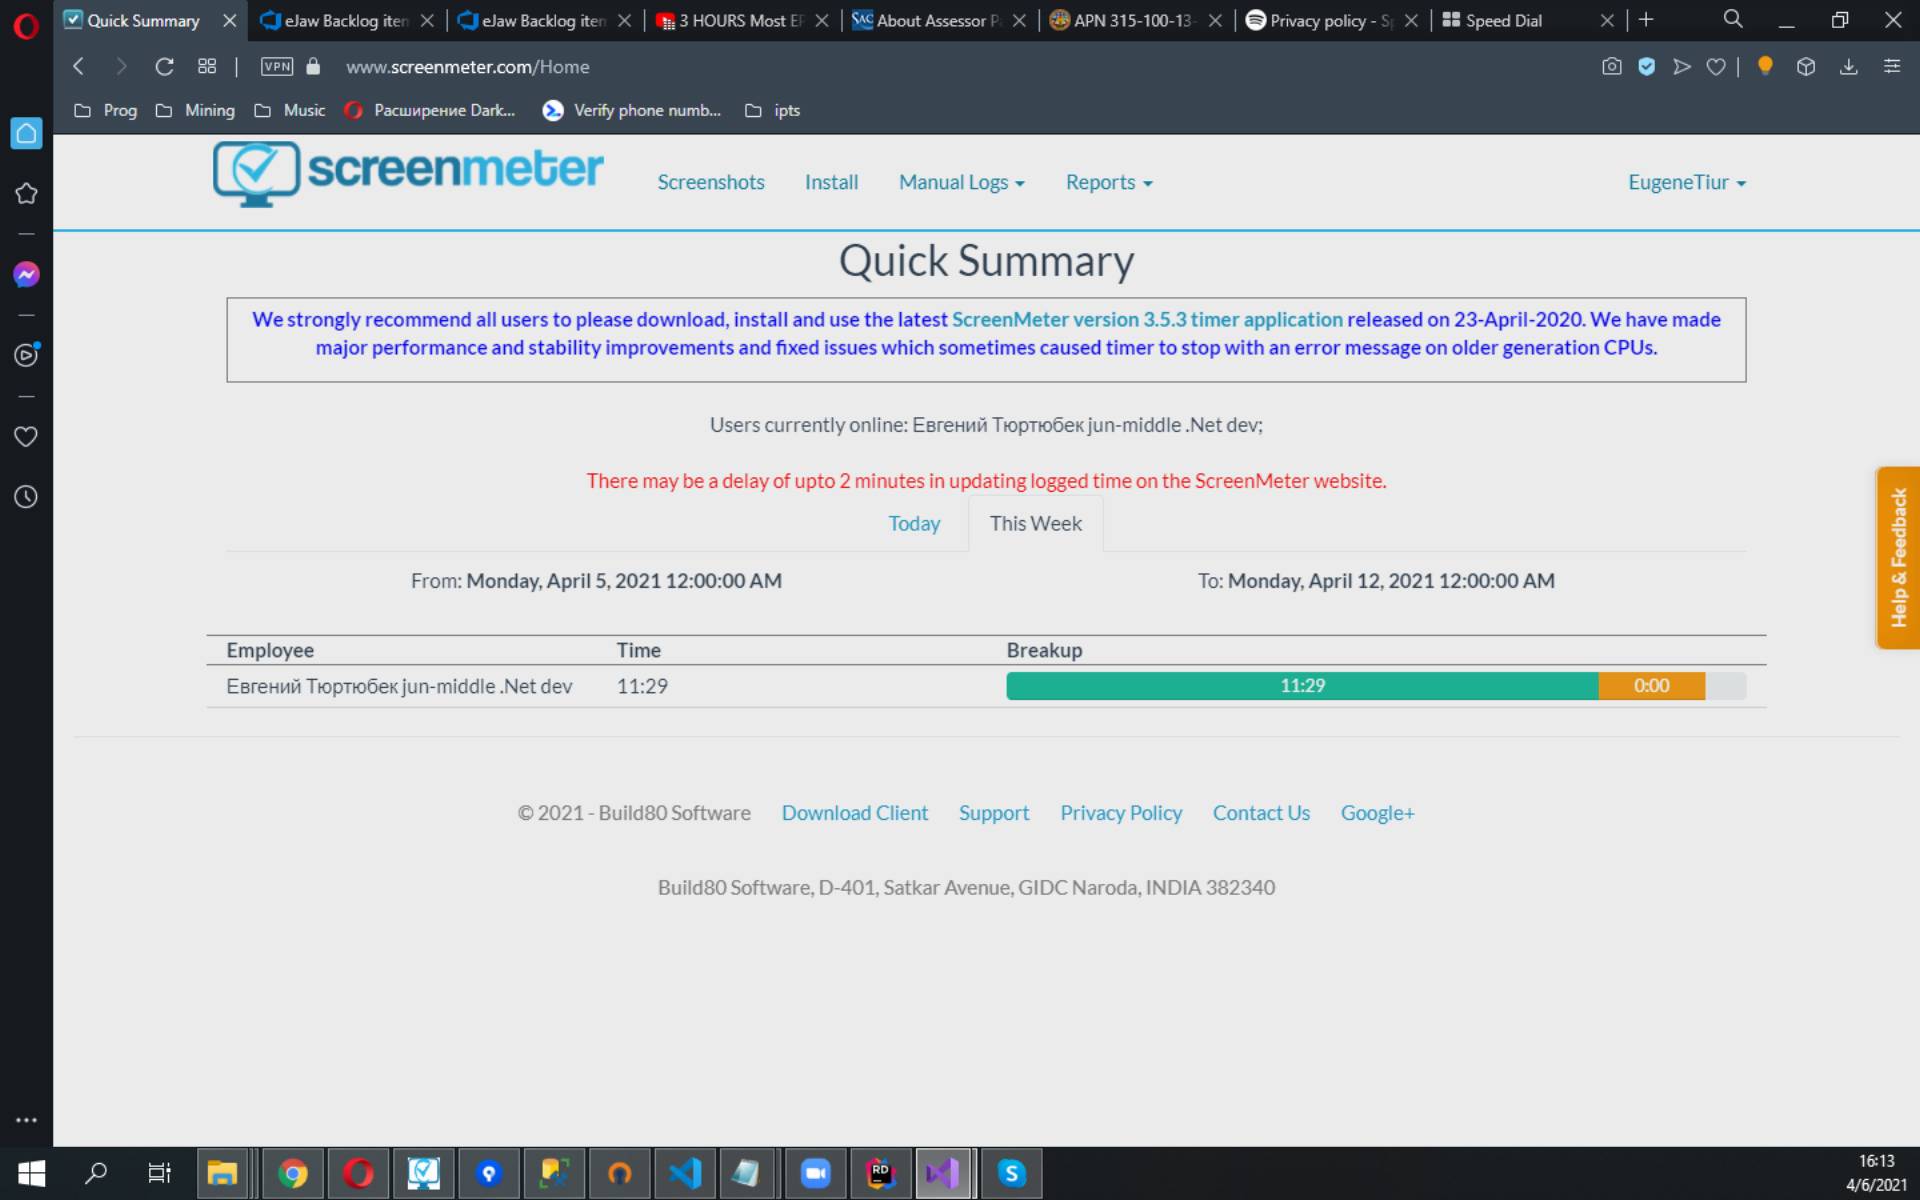 Quick Summary
eJaw Backlog iten
eJaw Backlog iten
3 HOURS Most EP
SAC About Assessor Pa
APN 315-100-13-
Privacy policy - Sp
Speed Dial
VPN
www.screenmeter.com/Home
Prog
Mining
Music
Расширение Dark...
Verify phone numb...
ipts
screenmeter
Screenshots
Install
Manual Logs
Reports
EugeneTiur
Quick Summary
We strongly recommend all users to please download, install and use the latest ScreenMeter version 3.5.3 timer application released on 23-April-2020. We have made
major performance and stability improvements and fixed issues which sometimes caused timer to stop with an error message on older generation CPUs.
Users currently online: Евгений Тюртюбек jun-middle .Net dev;
There may be a delay of upto 2 minutes in updating logged time on the ScreenMeter website.
Today
This Week
Help & Feedback
From: Monday, April 5, 2021 12:00:00 AM
To: Monday, April 12, 2021 12:00:00 AM
Employee Time Breakup
Евгений Тюртюбек jun-middle .Net dev 11:29 11:29 0:00
© 2021 - Build80 Software Download Client Support Privacy Policy Contact Us Google+
Build80 Software, D-401, Satkar Avenue, GIDC Naroda, INDIA 382340
RD
S
16:13
4/6/2021